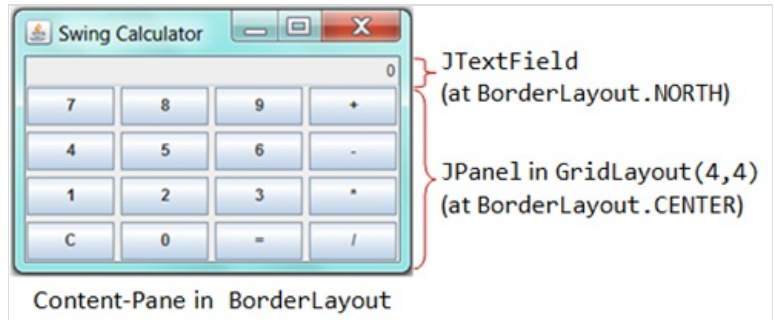 Swing Calculator
0
JTextField
(at BorderLayout.NORTH)
7 8 9 +
4 5 6 -
1 2 3 *
C 0 = /
JPanel in GridLayout(4,4)
(at BorderLayout.CENTER)
Content-Pane in BorderLayout